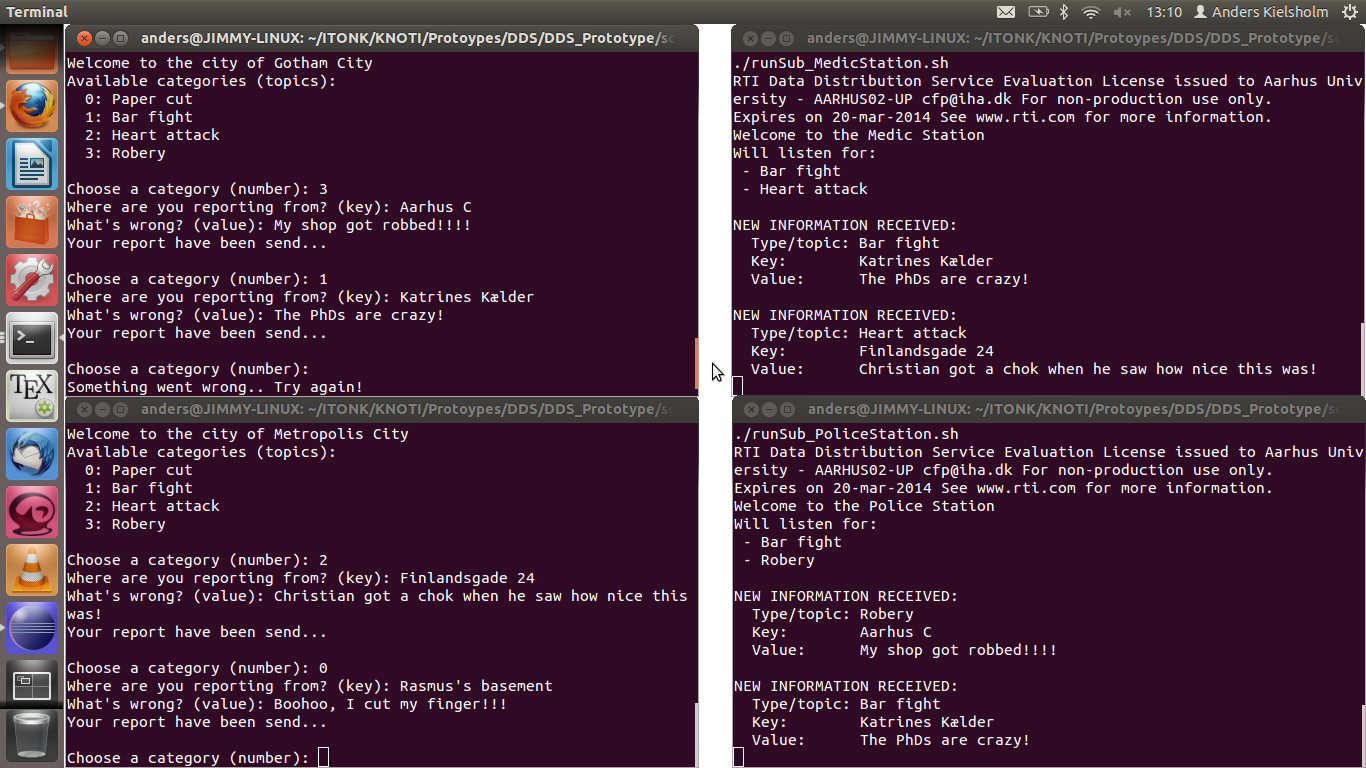 Terminal
13:10 Anders Kielsholm
anders@JIMMY-LINUX: ~/ITONK/KNOTI/Protoypes/DDS/DDS_Prototype/sc
Welcome to the city of Gotham City
Available categories (topics):
0: Paper cut
1: Bar fight
2: Heart attack
3: Robery
Choose a category (number): 3
Where are you reporting from? (key): Aarhus C
What's wrong? (value): My shop got robbed!!!!
Your report have been send...
Choose a category (number): 1
Where are you reporting from? (key): Katrines Kælder
What's wrong? (value): The PhDs are crazy!
Your report have been send...
Choose a category (number):
Something went wrong.. Try again!
anders@JIMMY-LINUX: ~/ITONK/KNOTI/Protoypes/DDS/DDS_Prototype/sc
./runSub_MedicStation.sh
RTI Data Distribution Service Evaluation License issued to Aarhus Univ
ersity - AARHUS02-UP cfp@iha.dk For non-production use only.
Expires on 20-mar-2014 See www.rti.com for more information.
Welcome to the Medic Station
Will listen for:
- Bar fight
- Heart attack
NEW INFORMATION RECEIVED:
Type/topic: Bar fight
Key: Katrines Kælder
Value: The PhDs are crazy!
NEW INFORMATION RECEIVED:
Type/topic: Heart attack
Key: Finlandsgade 24
Value: Christian got a chok when he saw how nice this was!
anders@JIMMY-LINUX: ~/ITONK/KNOTI/Protoypes/DDS/DDS_Prototype/sc
Welcome to the city of Metropolis City
Available categories (topics):
0: Paper cut
1: Bar fight
2: Heart attack
3: Robery
Choose a category (number): 2
Where are you reporting from? (key): Finlandsgade 24
What's wrong? (value): Christian got a chok when he saw how nice this
was!
Your report have been send...
Choose a category (number): 0
Where are you reporting from? (key): Rasmus's basement
What's wrong? (value): Boohoo, I cut my finger!!!
Your report have been send...
Choose a category (number):
anders@JIMMY-LINUX: ~/ITONK/KNOTI/Protoypes/DDS/DDS_Prototype/sc
./runSub_PoliceStation.sh
RTI Data Distribution Service Evaluation License issued to Aarhus Univ
ersity - AARHUS02-UP cfp@iha.dk For non-production use only.
Expires on 20-mar-2014 See www.rti.com for more information.
Welcome to the Police Station
Will listen for:
- Bar fight
- Robery
NEW INFORMATION RECEIVED:
Type/topic: Robery
Key: Aarhus C
Value: My shop got robbed!!!!
NEW INFORMATION RECEIVED:
Type/topic: Bar fight
Key: Katrines Kælder
Value: The PhDs are crazy!
TEX